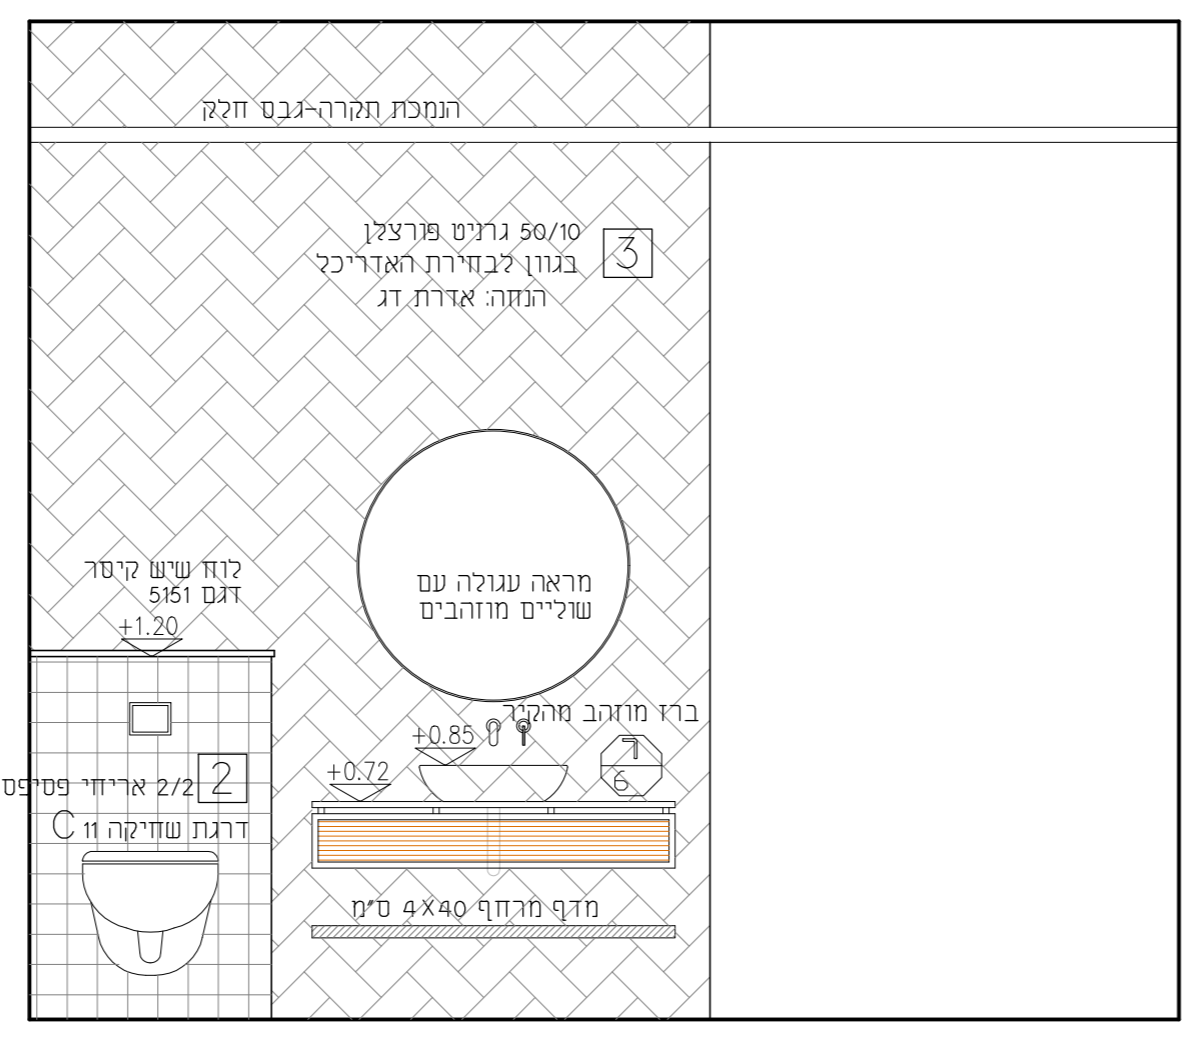 הנמכת תקרה-גבס חלק
50/10 גרניט פורצלן
בגוון לבחירת האדריכל
הנחה: אדרת דג
3
לוח שיש קיסר
דגם 5151
+1.20
מראה עגולה עם
שוליים מוזהבים
ברז מוזהב מהקיר
+0.85
+0.72
7
6
2
2/2 אריחי פסיפס
דרגת שחיקה 11 C
מדף מרחף 4X40 ס"מ